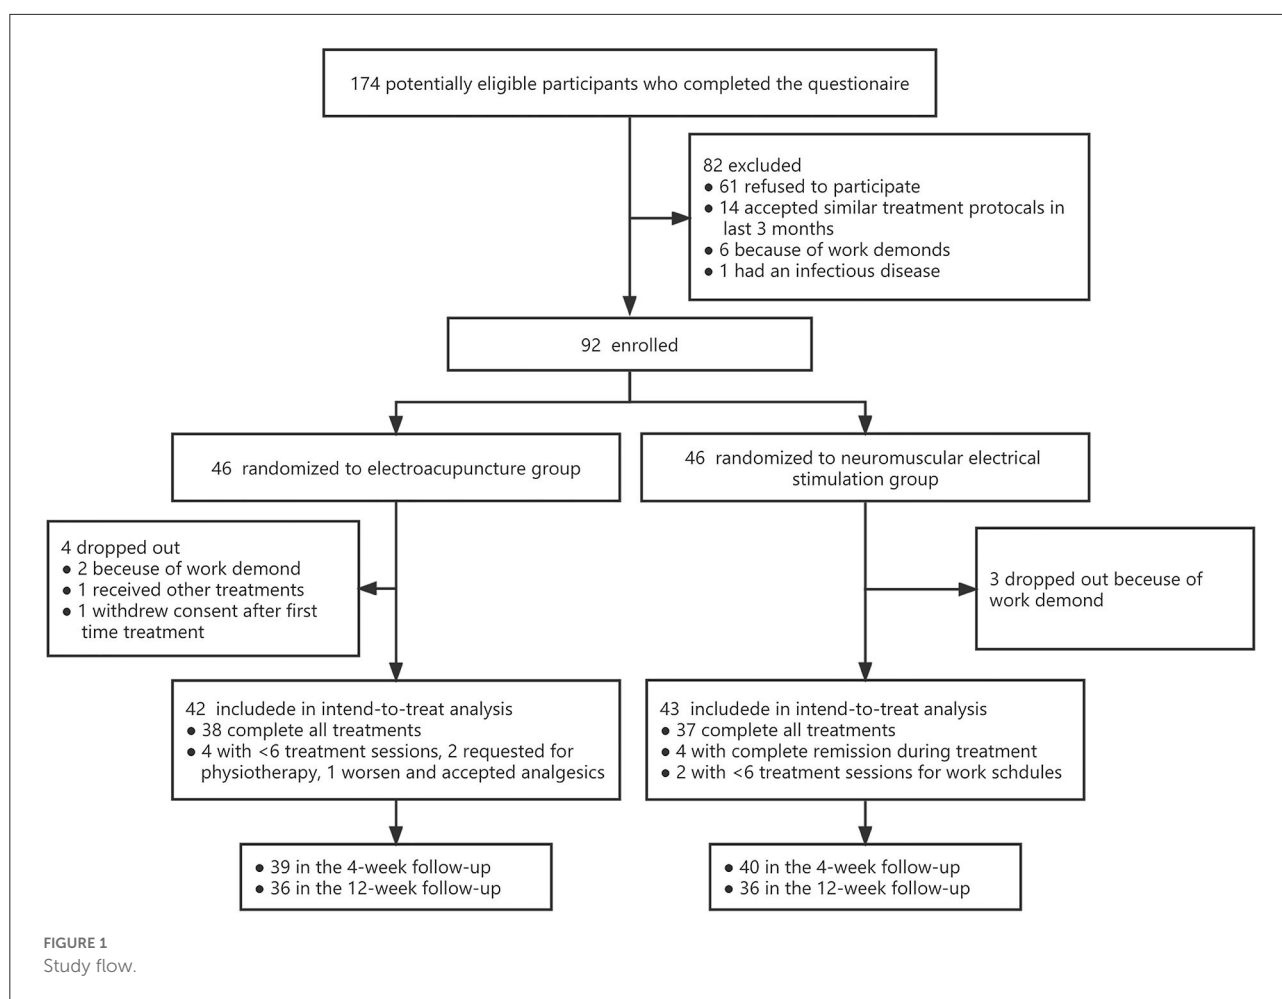 174 potentially eligible participants who completed the questionaire
82 excluded
● 61 refused to participate
● 14 accepted similar treatment protocals in
last 3 months
● 6 because of work demonds
● 1 had an infectious disease
92 enrolled
46 randomized to electroacupuncture group
46 randomized to neuromuscular electrical
stimulation group
4 dropped out
● 2 beceuse of work demond
● 1 received other treatments
● 1 withdrew consent after first
time treatment
3 dropped out beceuse of
work demond
42 includede in intend-to-treat analysis
● 38 complete all treatments
● 4 with <6 treatment sessions, 2 requested for
physiotherapy, 1 worsen and accepted analgesics
43 includede in intend-to-treat analysis
● 37 complete all treatments
● 4 with complete remission during treatment
● 2 with <6 treatment sessions for work schdules
● 39 in the 4-week follow-up
● 36 in the 12-week follow-up
● 40 in the 4-week follow-up
● 36 in the 12-week follow-up
FIGURE 1
Study flow.